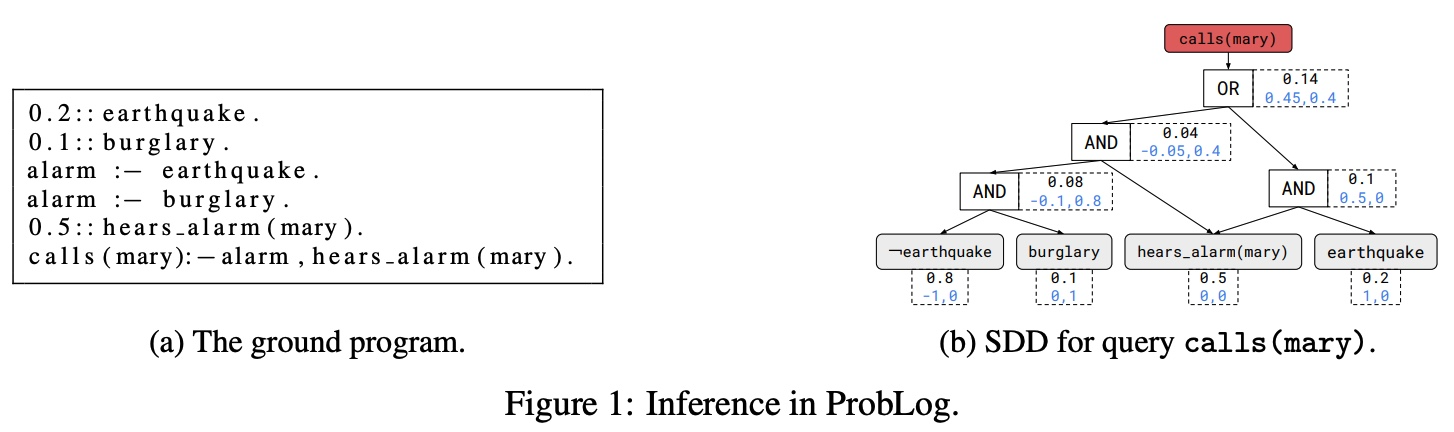 0.2::earthquake.
0.1::burglary.
alarm :– earthquake.
alarm :– burglary.
0.5::hears_alarm(mary).
calls(mary):–alarm,hears_alarm(mary).
(a) The ground program.
calls(mary)
OR
0.14
0.45,0.4
AND
0.04
-0.05,0.4
AND
0.08
-0.1,0.8
AND
0.1
0.5,0
¬earthquake
burglary
hears_alarm(mary)
earthquake
0.8
-1,0
0.1
0,1
0.5
0,0
0.2
1,0
(b) SDD for query calls(mary).
Figure 1: Inference in ProbLog.